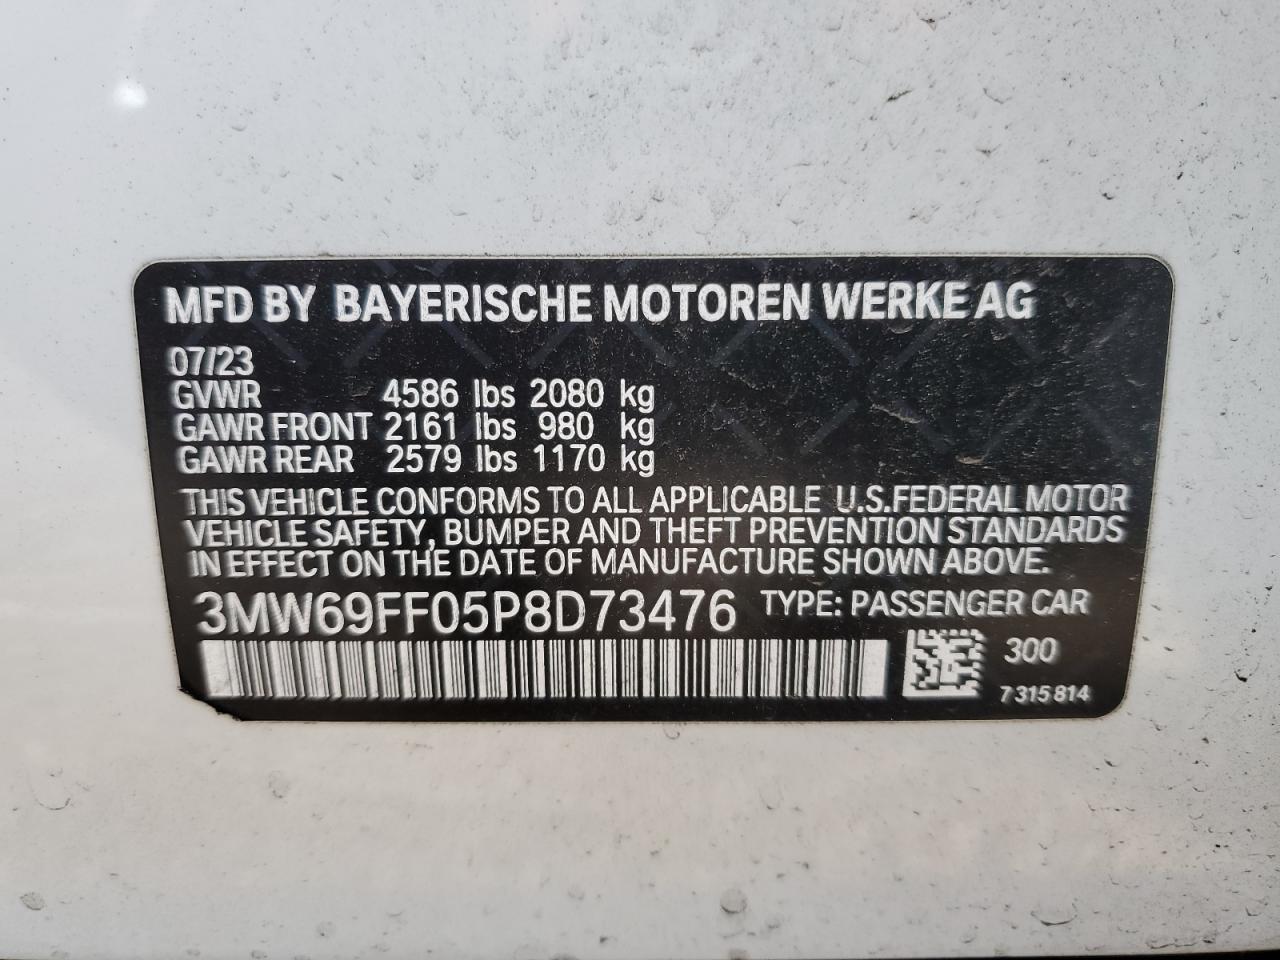 MFD BY BAYERISCHE MOTOREN WERKE AG
07/23
GVWR 4586 lbs 2080 kg
GAWR FRONT 2161 lbs 980 kg
GAWR REAR 2579 lbs 1170 kg
THIS VEHICLE CONFORMS TO ALL APPLICABLE U.S.FEDERAL MOTOR
VEHICLE SAFETY, BUMPER AND THEFT PREVENTION STANDARDS
IN EFFECT ON THE DATE OF MANUFACTURE SHOWN ABOVE.
3MW69FF05P8D73476 TYPE: PASSENGER CAR
300
7 315 814